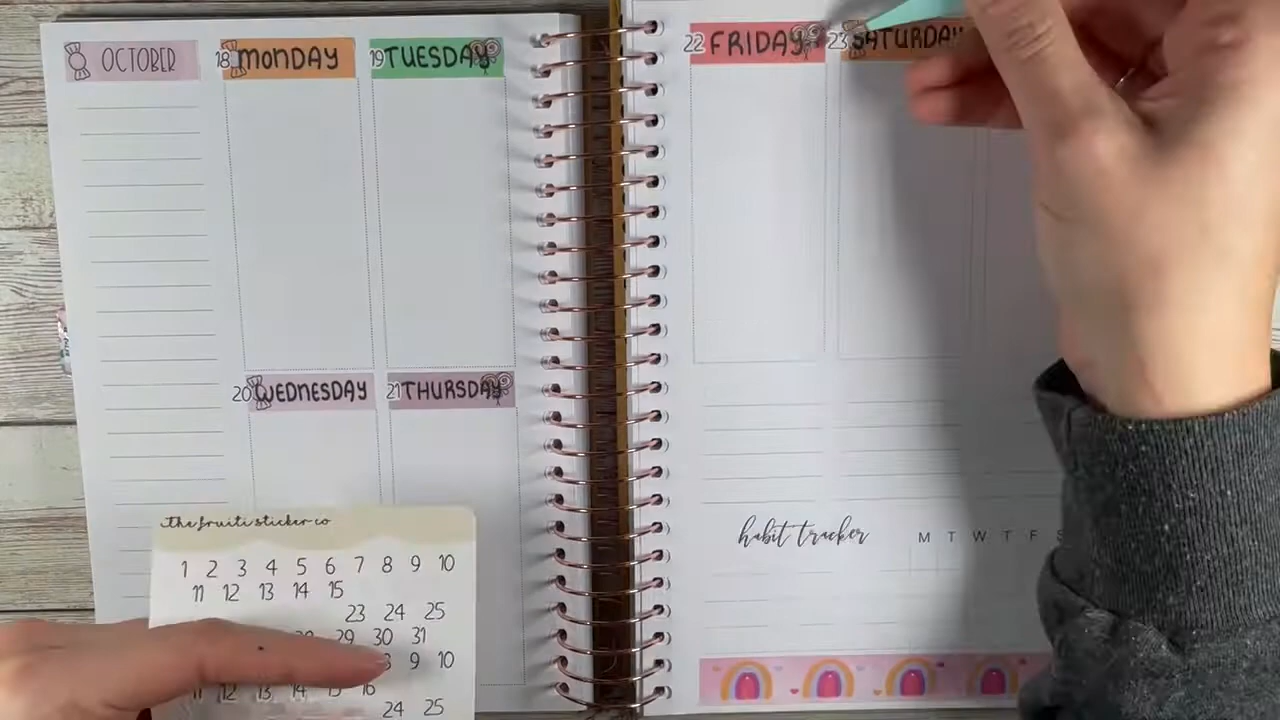 OCTOBER
18 MONDAY
19 TUESDAY
20 WEDNESDAY
21 THURSDAY
22 FRIDAY
23 SATURDAY
habit tracker
M T W T F S
the fruiti sticker co
1 2 3 4 5 6 7 8 9 10
11 12 13 14 15
23 24 25
29 30 31
9 10
11 12 13 14 15 16
24 25